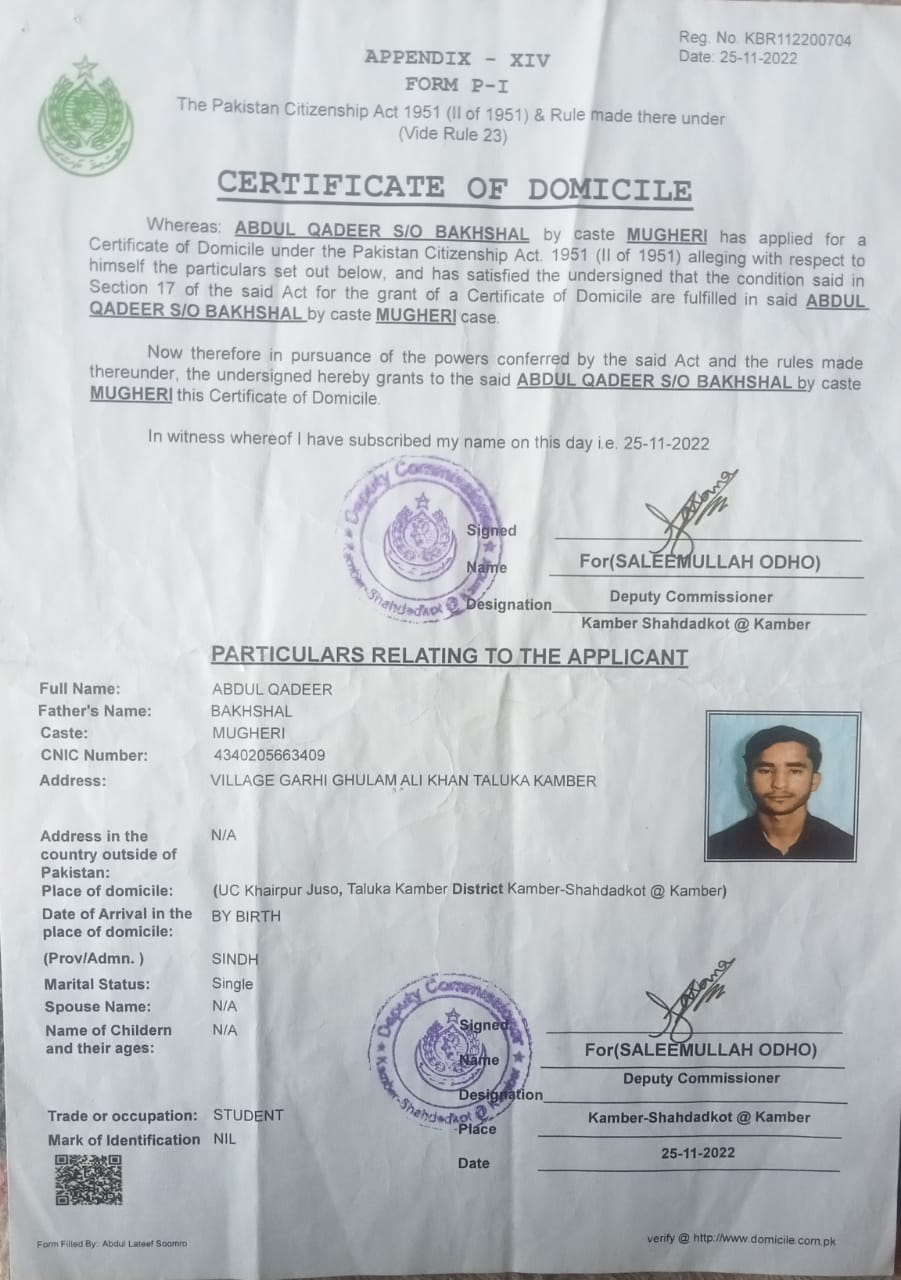 Reg. No. KBR112200704
Date: 25-11-2022
APPENDIX - XIV
FORM P-I
The Pakistan Citizenship Act 1951 (II of 1951) & Rule made there under
(Vide Rule 23)
CERTIFICATE OF DOMICILE
Whereas: ABDUL QADEER S/O BAKHSHAL by caste MUGHERI has applied for a
Certificate of Domicile under the Pakistan Citizenship Act. 1951 (II of 1951) alleging with respect to
himself the particulars set out below, and has satisfied the undersigned that the condition said in
Section 17 of the said Act for the grant of a Certificate of Domicile are fulfilled in said ABDUL
QADEER S/O BAKHSHAL by caste MUGHERI case.
Now therefore in pursuance of the powers conferred by the said Act and the rules made
thereunder, the undersigned hereby grants to the said ABDUL QADEER S/O BAKHSHAL by caste
MUGHERI this Certificate of Domicile.
In witness whereof I have subscribed my name on this day i.e. 25-11-2022
Deputy Commissioner
Kamber-Shahdadkot @ Kamber
Signed
Name For(SALEEMULLAH ODHO)
Designation Deputy Commissioner
Kamber Shahdadkot @ Kamber
PARTICULARS RELATING TO THE APPLICANT
Full Name: ABDUL QADEER
Father's Name: BAKHSHAL
Caste: MUGHERI
CNIC Number: 4340205663409
Address: VILLAGE GARHI GHULAM ALI KHAN TALUKA KAMBER
Address in the N/A
country outside of
Pakistan:
Place of domicile: (UC Khairpur Juso, Taluka Kamber District Kamber-Shahdadkot @ Kamber)
Date of Arrival in the BY BIRTH
place of domicile:
(Prov/Admn. ) SINDH
Marital Status: Single
Spouse Name: N/A
Name of Childern N/A
and their ages:
Deputy Commissioner
Kamber-Shahdadkot @ Kamber
Signed
Name For(SALEEMULLAH ODHO)
Designation Deputy Commissioner
Place Kamber-Shahdadkot @ Kamber
Date 25-11-2022
Trade or occupation: STUDENT
Mark of Identification NIL
Form Filled By: Abdul Lateef Soomro
verify @ http://www.domicile.com.pk